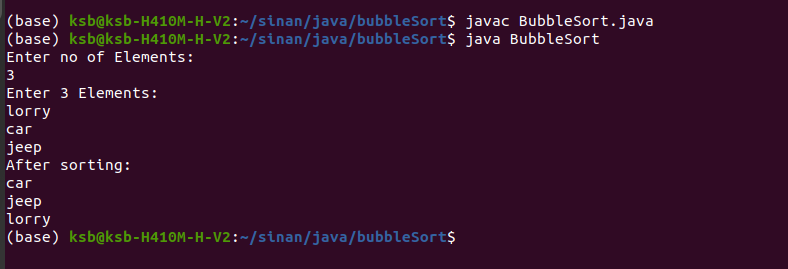 (base) ksb@ksb-H410M-H-V2:~/sinan/java/bubbleSort$ javac BubbleSort.java
(base) ksb@ksb-H410M-H-V2:~/sinan/java/bubbleSort$ java BubbleSort
Enter no of Elements:
3
Enter 3 Elements:
lorry
car
jeep
After sorting:
car
jeep
lorry
(base) ksb@ksb-H410M-H-V2:~/sinan/java/bubbleSort$